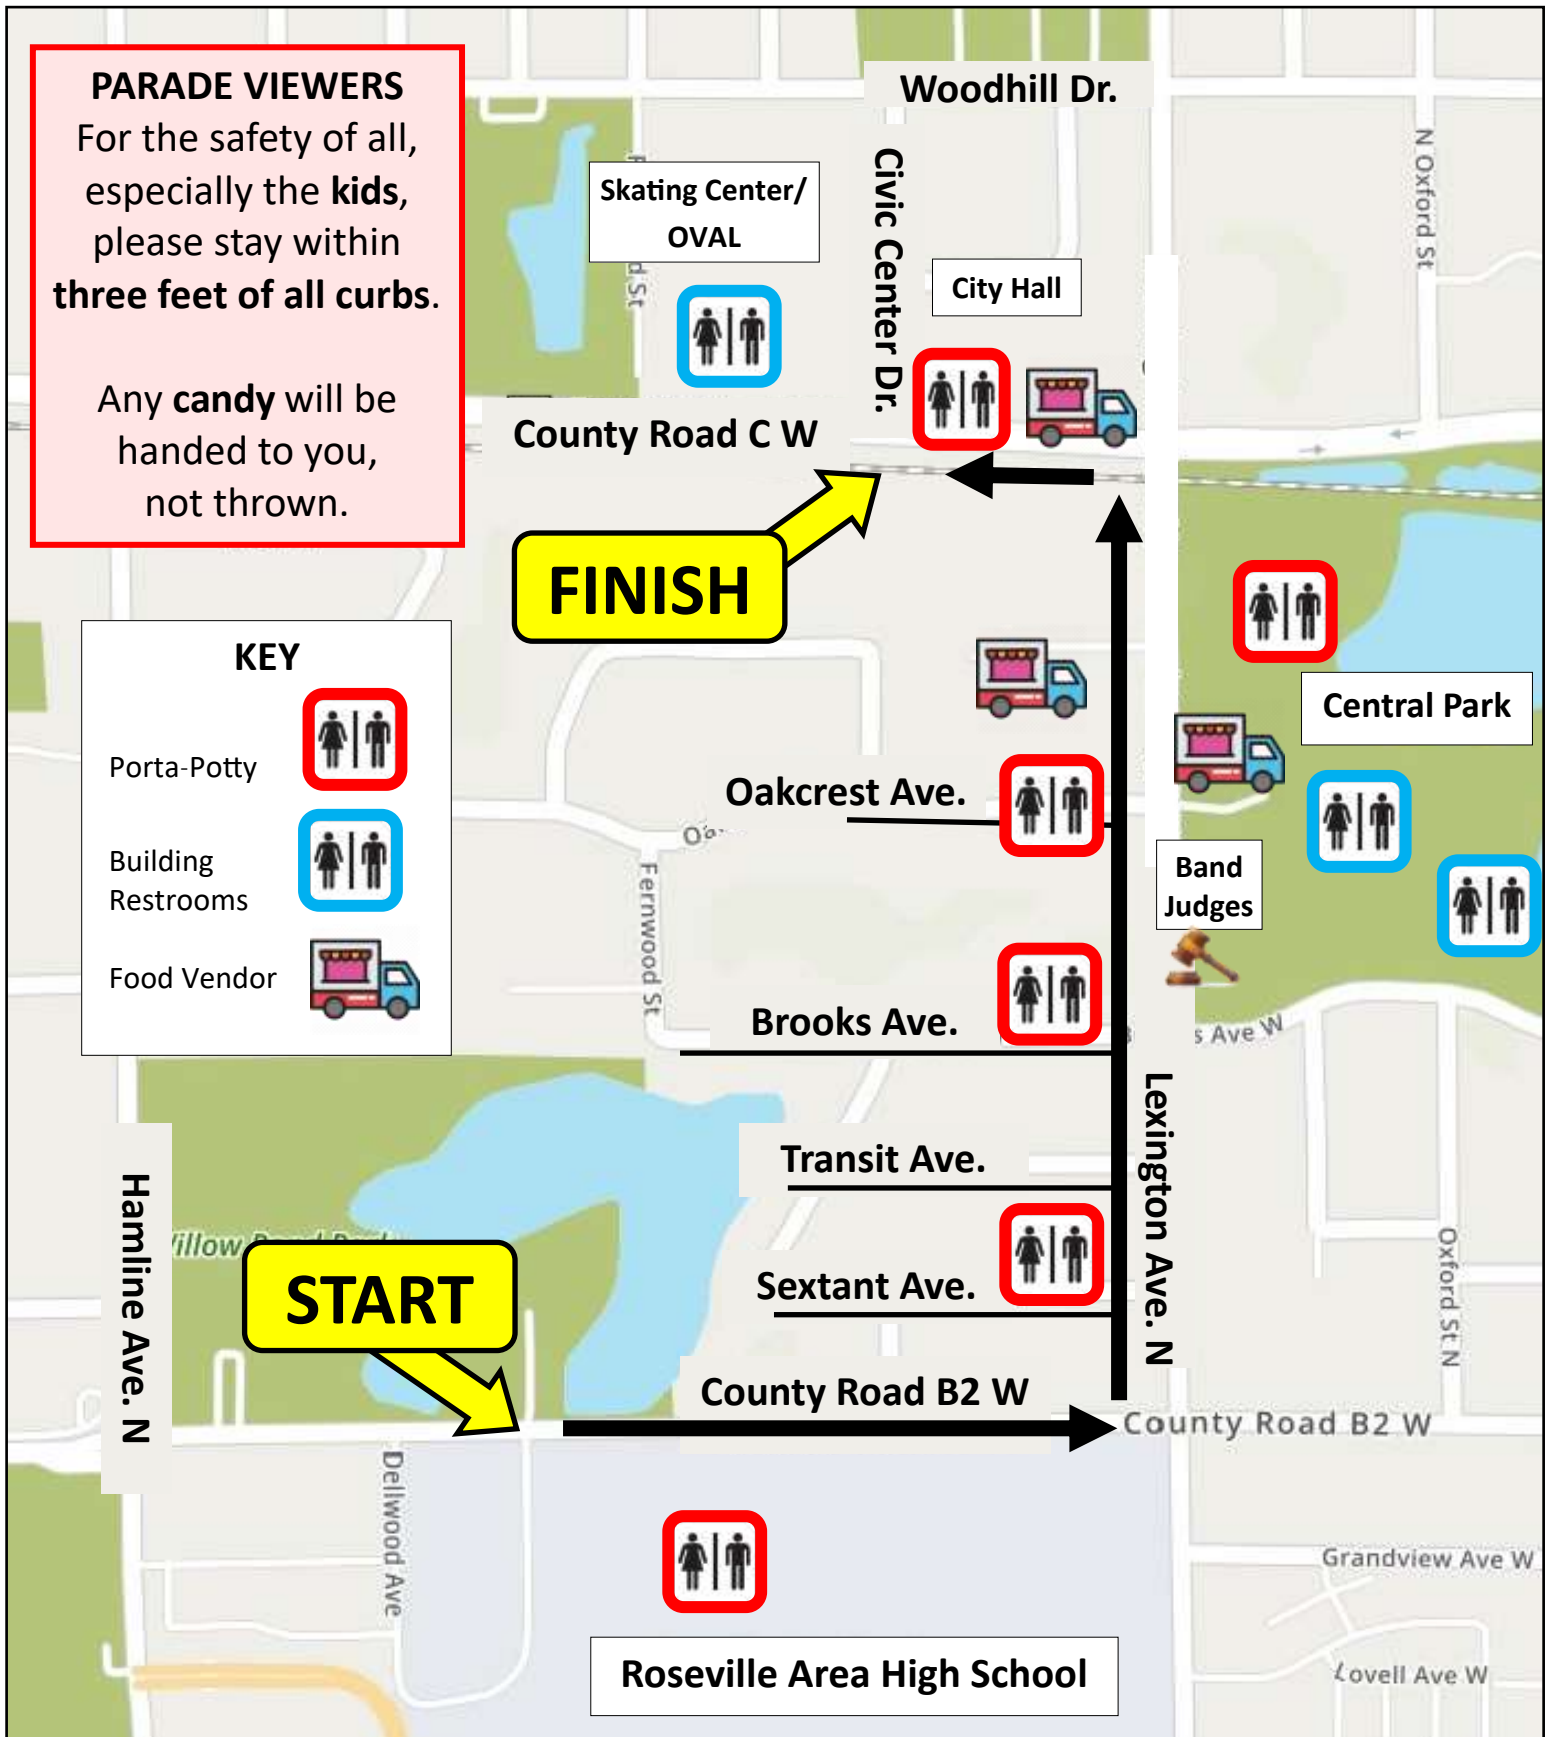 PARADE VIEWERS
For the safety of all,
especially the kids,
please stay within
three feet of all curbs.
Any candy will be
handed to you,
not thrown.
Woodhill Dr.
Civic Center Dr.
N Oxford St
Skating Center/
OVAL
d St
City Hall
County Road C W
FINISH
KEY
Porta-Potty
Building
Restrooms
Food Vendor
Central Park
Oakcrest Ave.
Oa
Band
Judges
Fernwood St
Brooks Ave.
s Ave W
Lexington Ave. N
Transit Ave.
Hamline Ave. N
START
Sextant Ave.
Oxford St N
County Road B2 W
County Road B2 W
Dellwood Ave
Grandview Ave W
Roseville Area High School
Lovell Ave W